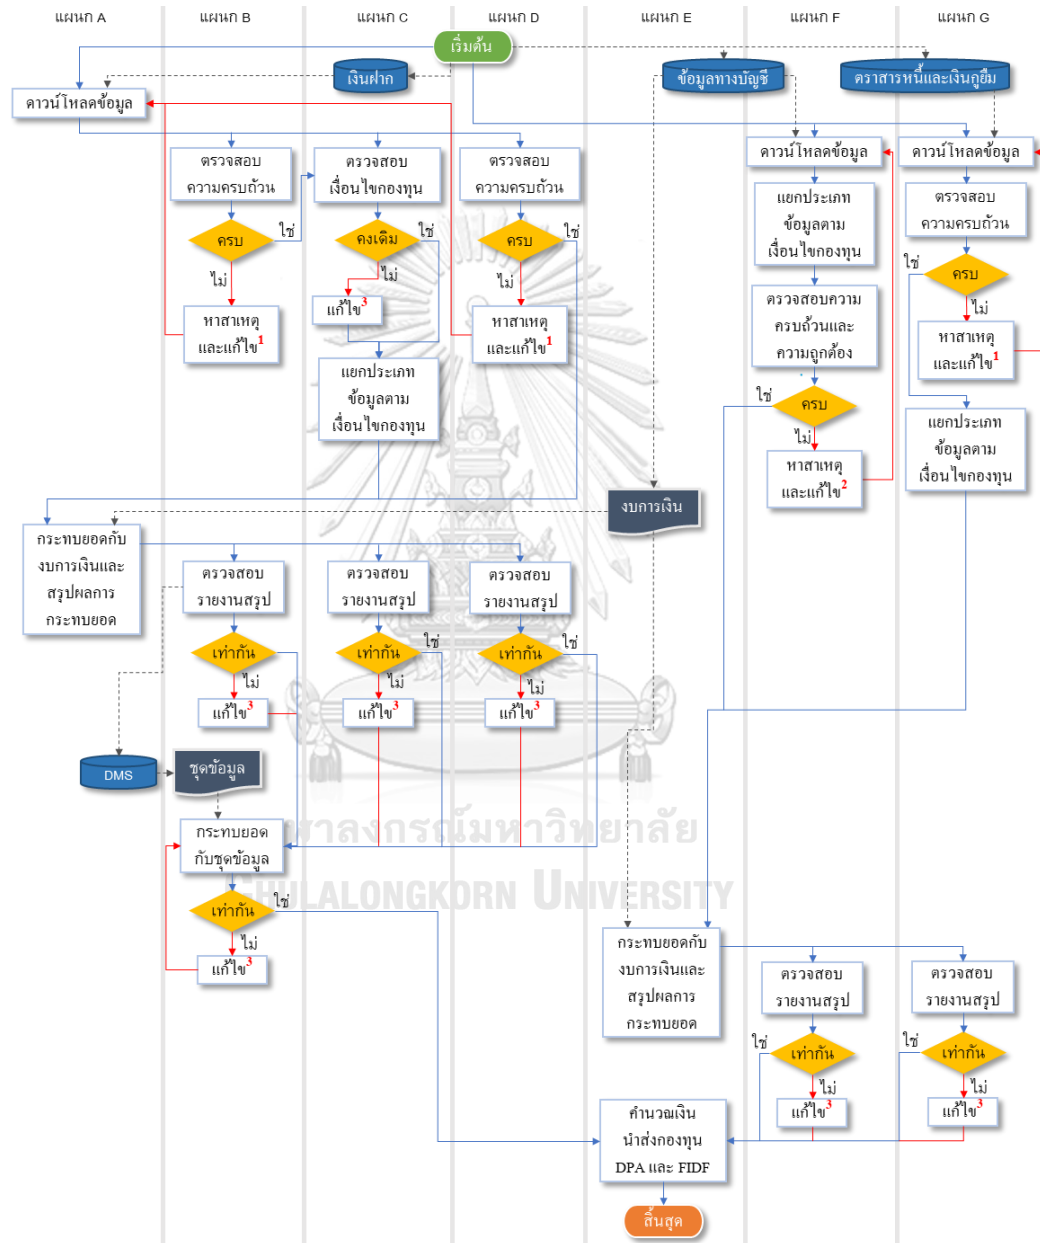 แผนก A
แผนก B
แผนก C
แผนก D
แผนก E
แผนก F
แผนก G
เริ่มต้น
เงินฝาก
ข้อมูลทางบัญชี
ตราสารหนี้และเงินกู้ยืม
ดาวน์โหลดข้อมูล
ตรวจสอบ
ความครบถ้วน
ตรวจสอบ
เงื่อนไขกองทุน
ตรวจสอบ
ความครบถ้วน
ดาวน์โหลดข้อมูล
ดาวน์โหลดข้อมูล
ครบ
ใช่
ไม่
คงเดิม
ใช่
ไม่
ครบ
ใช่
ไม่
แยกประเภท
ข้อมูลตาม
เงื่อนไขกองทุน
ตรวจสอบ
ความครบถ้วน
ใช่
ครบ
ไม่
หาสาเหตุ
และแก้ไข1
แก้ไข3
หาสาเหตุ
และแก้ไข1
ตรวจสอบความ
ครบถ้วนและ
ความถูกต้อง
หาสาเหตุ
และแก้ไข1
แยกประเภท
ข้อมูลตาม
เงื่อนไขกองทุน
ใช่
ครบ
ไม่
แยกประเภท
ข้อมูลตาม
เงื่อนไขกองทุน
หาสาเหตุ
และแก้ไข2
งบการเงิน
กระทบยอดกับ
งบการเงินและ
สรุปผลการ
กระทบยอด
ตรวจสอบ
รายงานสรุป
ตรวจสอบ
รายงานสรุป
ตรวจสอบ
รายงานสรุป
เท่ากัน
ไม่
เท่ากัน
ใช่
ไม่
เท่ากัน
ใช่
ไม่
แก้ไข3
แก้ไข3
แก้ไข3
DMS
ชุดข้อมูล
กระทบยอด
กับชุดข้อมูล
จุฬาลงกรณ์มหาวิทยาลัย
CHULALONGKORN UNIVERSITY
เท่ากัน
ใช่
ไม่
แก้ไข3
กระทบยอดกับ
งบการเงินและ
สรุปผลการ
กระทบยอด
ตรวจสอบ
รายงานสรุป
ตรวจสอบ
รายงานสรุป
ใช่
เท่ากัน
ไม่
ใช่
เท่ากัน
ไม่
แก้ไข3
แก้ไข3
คำนวณเงิน
นำส่งกองทุน
DPA และ FIDF
สิ้นสุด